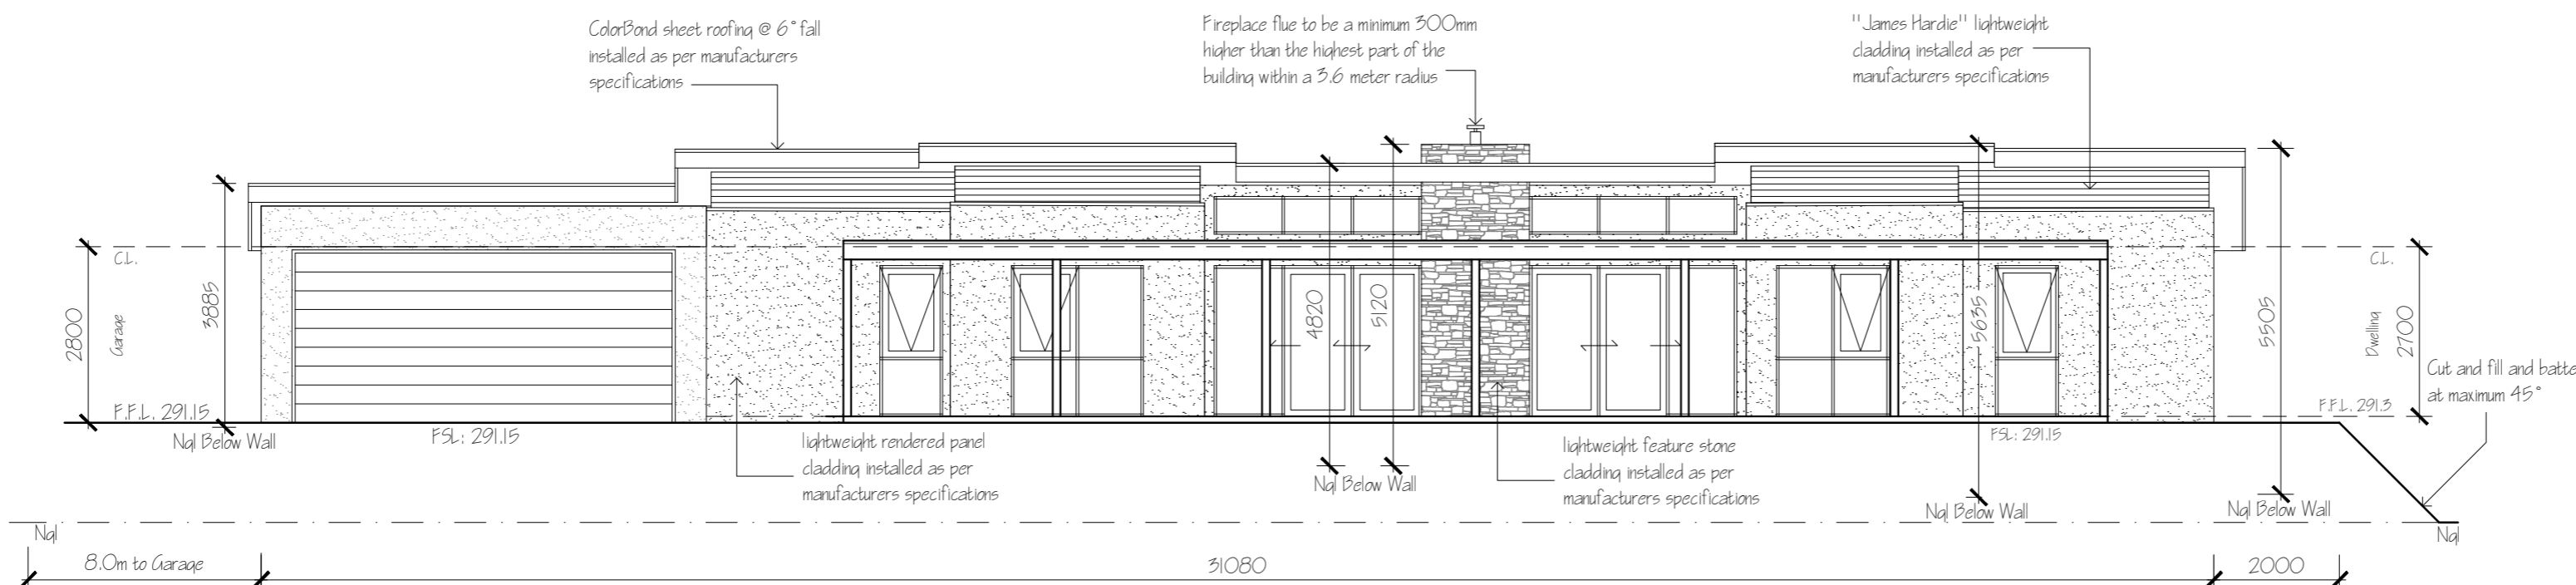 ColorBond sheet roofing @ 6° fall
installed as per manufacturers
specifications
Fireplace flue to be a minimum 300mm
higher than the highest part of the
building within a 3.6 meter radius
"James Hardie" lightweight
cladding installed as per
manufacturers specifications
C.L.
C.L.
2800
Garage
3885
4820
5120
5635
5505
Dwelling
2700
Cut and fill and batte
at maximum 45°
F.F.L. 291.15
F.F.L. 291.3
Ngl Below Wall
FSL: 291.15
FSL: 291.15
lightweight rendered panel
cladding installed as per
manufacturers specifications
Ngl Below Wall
lightweight feature stone
cladding installed as per
manufacturers specifications
Ngl Below Wall
Ngl Below Wall
Ngl
Ngl
8.0m to Garage
31080
2000